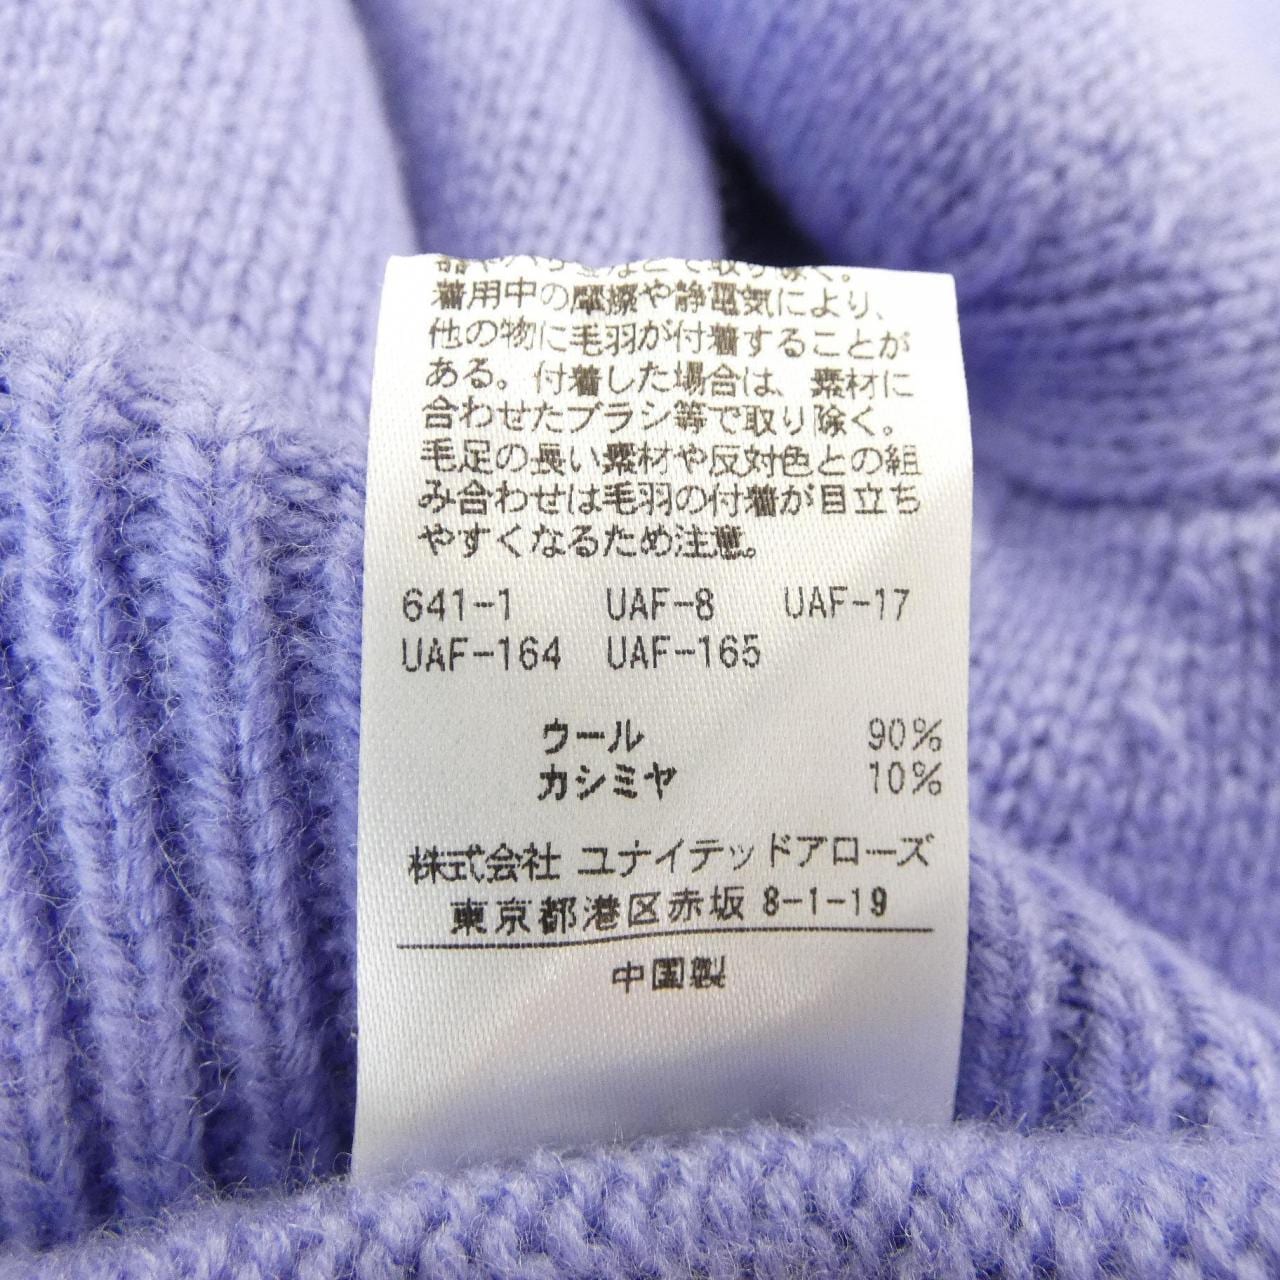 などで取り除く。
着用中の摩擦や静電気により、
他の物に毛羽が付着することが
ある。付着した場合は、素材に
合わせたブラシ等で取り除く。
毛足の長い素材や反対色との組
み合わせは毛羽の付着が目立ち
やすくなるため注意。
641-1 UAF-8 UAF-17
UAF-164 UAF-165
ウール 90%
カシミヤ 10%
株式会社 ユナイテッドアローズ
東京都港区赤坂 8-1-19
中国製